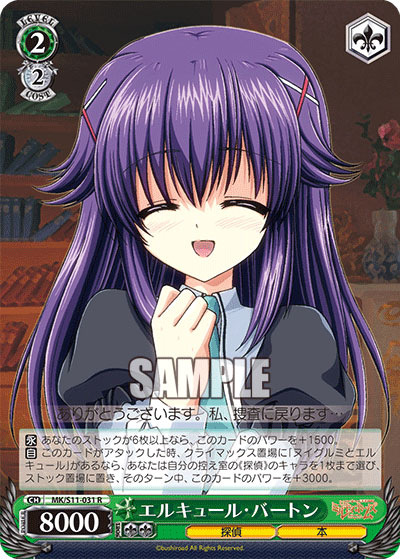 LEVEL
2
2
COST
SAMPLE
ありがとうございます。私、捜査に戻ります…
永 あなたのストックが6枚以上なら、このカードのパワーを+1500。
自 このカードがアタックした時、クライマックス置場に「ヌイグルミとエル
キュール」があるなら、あなたは自分の控え室の《探偵》のキャラを1枚まで選び、
ストック置場に置き、そのターン中、このカードのパワーを+3000。
CH MK/S11-031 R
POWER
8000
エルキュール・バートン
©bushiroad All Rights Reserved.
探偵
本